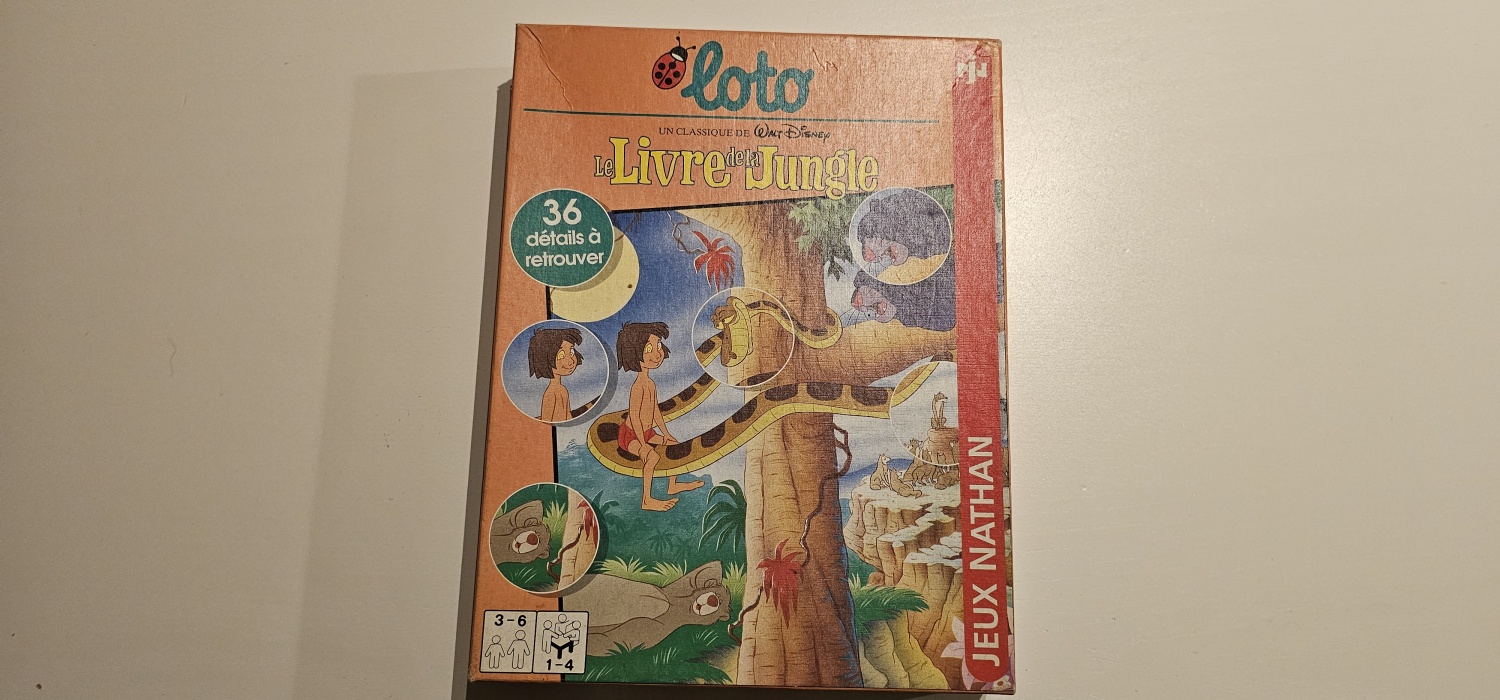 loto
UN CLASSIQUE DE WALT DISNEY
Le Livre de la Jungle
36
détails à
retrouver
JEUX NATHAN
3-6
1-4